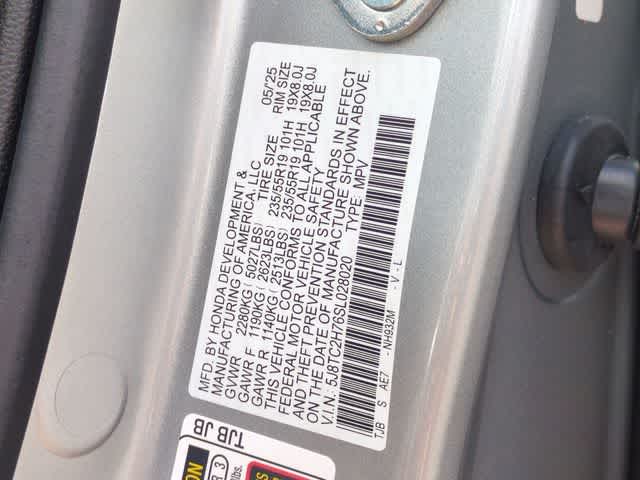 MFD. BY HONDA DEVELOPMENT &
MANUFACTURING OF AMERICA, LLC 05/'25
GVWR 2280KG( 5027LBS) TIRE SIZE RIM SIZE
GAWR F 1190KG( 2623LBS) 235/55R19 101H 19X8.0J
GAWR R 1140KG( 2513LBS) 235/55R19 101H 19X8.0J
THIS VEHICLE CONFORMS TO ALL APPLICABLE
FEDERAL MOTOR VEHICLE SAFETY
AND THEFT PREVENTION STANDARDS IN EFFECT
ON THE DATE OF MANUFACTURE SHOWN ABOVE.
V.I.N. 5J8TC2H76SL028020 TYPE: MPV
TJB S AE7 - NH932M - V - L
TJB JB